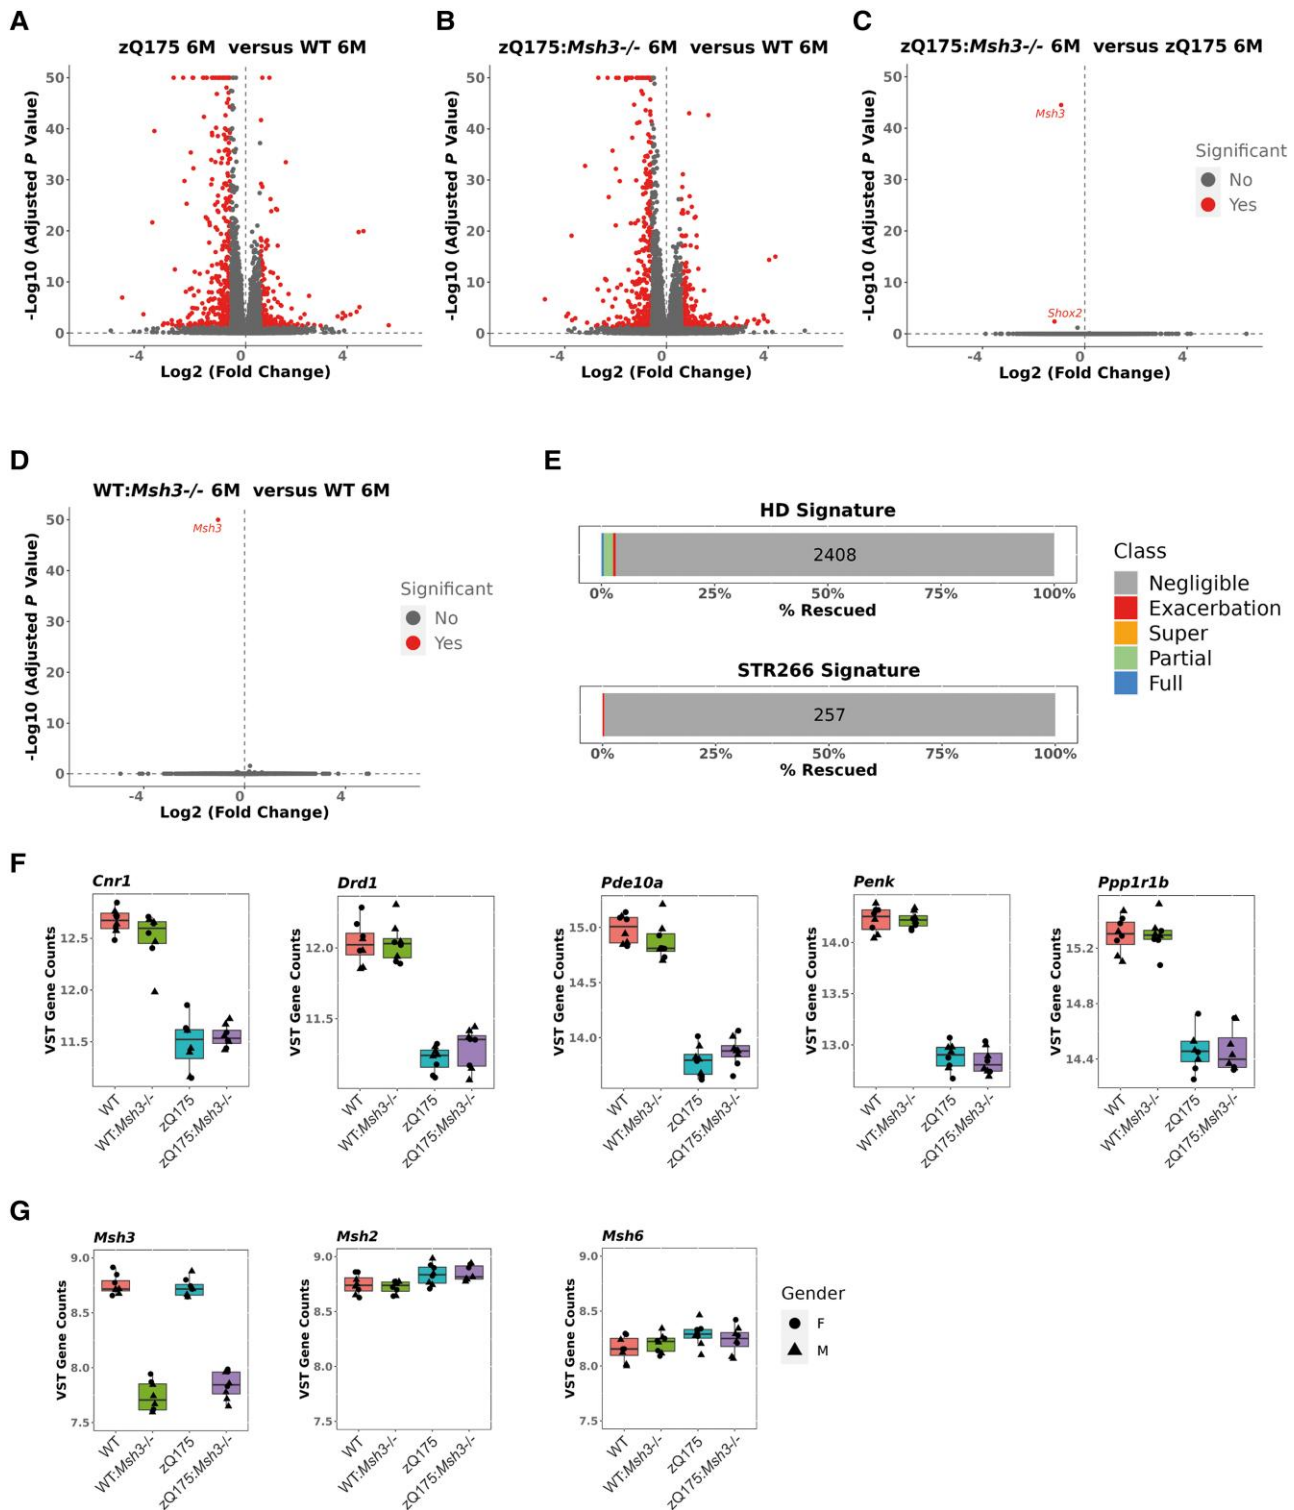 A
zQ175 6M versus WT 6M
-Log10 (Adjusted P Value)
50
40
30
20
10
0
-4 0 4
Log2 (Fold Change)
B
zQ175:Msh3-/- 6M versus WT 6M
-Log10 (Adjusted P Value)
50
40
30
20
10
0
-4 0 4
Log2 (Fold Change)
C
zQ175:Msh3-/- 6M versus zQ175 6M
-Log10 (Adjusted P Value)
50
40
30
20
10
0
Msh3
Shox2
-4 0 4
Log2 (Fold Change)
Significant
No
Yes
D
WT:Msh3-/- 6M versus WT 6M
-Log10 (Adjusted P Value)
50
40
30
20
10
0
Msh3
-4 0 4
Log2 (Fold Change)
Significant
No
Yes
E
HD Signature
2408
0% 25% 50% 75% 100%
% Rescued
STR266 Signature
257
0% 25% 50% 75% 100%
% Rescued
Class
Negligible
Exacerbation
Super
Partial
Full
F
Cnr1
VST Gene Counts
12.5
12.0
11.5
WT
WT:Msh3-/-
zQ175
zQ175:Msh3-/-
Drd1
VST Gene Counts
12.0
11.5
WT
WT:Msh3-/-
zQ175
zQ175:Msh3-/-
Pde10a
VST Gene Counts
15.0
14.5
14.0
WT
WT:Msh3-/-
zQ175
zQ175:Msh3-/-
Penk
VST Gene Counts
14.0
13.5
13.0
WT
WT:Msh3-/-
zQ175
zQ175:Msh3-/-
Ppp1r1b
VST Gene Counts
15.2
14.8
14.4
WT
WT:Msh3-/-
zQ175
zQ175:Msh3-/-
G
Msh3
VST Gene Counts
9.0
8.5
8.0
7.5
WT
WT:Msh3-/-
zQ175
zQ175:Msh3-/-
Msh2
VST Gene Counts
9.0
8.5
8.0
7.5
WT
WT:Msh3-/-
zQ175
zQ175:Msh3-/-
Msh6
VST Gene Counts
9.0
8.5
8.0
7.5
WT
WT:Msh3-/-
zQ175
zQ175:Msh3-/-
Gender
F
M